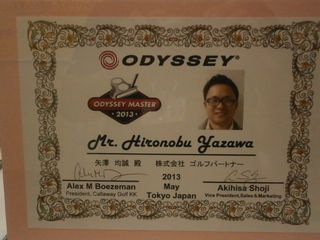 ODYSSEY®
ODYSSEY MASTER
2013
Mr. Hironobu Yazawa
矢澤 均誠 殿 株式会社 ゴルフパートナー
Alex M Boezeman
President, Callaway Golf KK
2013
May
Tokyo Japan
Akihisa Shoji
Vice President, Sales & Marketing